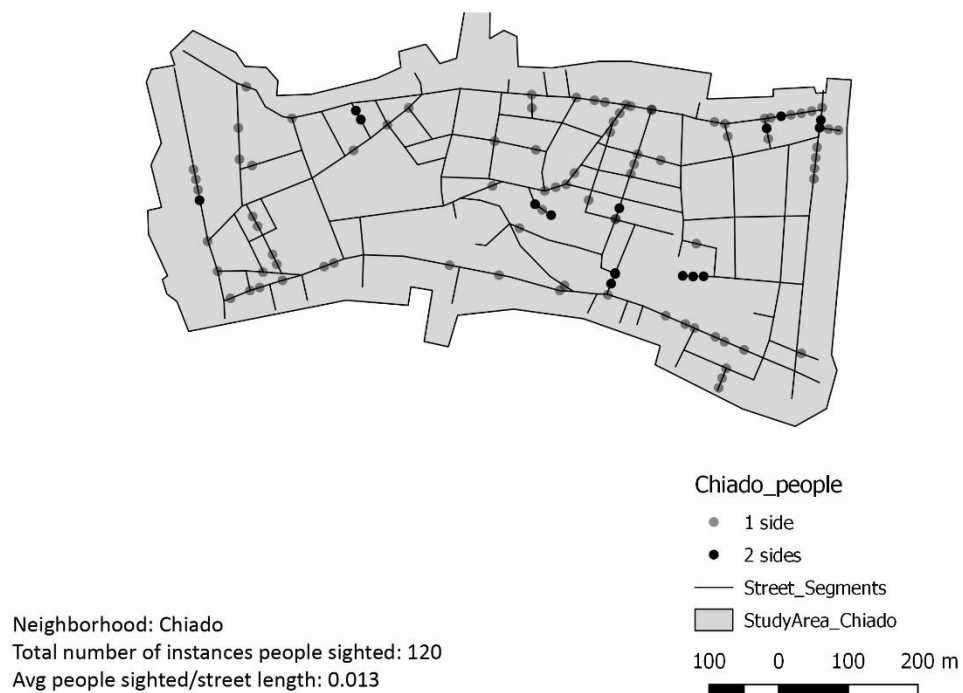 Chiado_people
1 side
2 sides
Street_Segments
StudyArea_Chiado
Neighborhood: Chiado
Total number of instances people sighted: 120
Avg people sighted/street length: 0.013
100 0 100 200 m